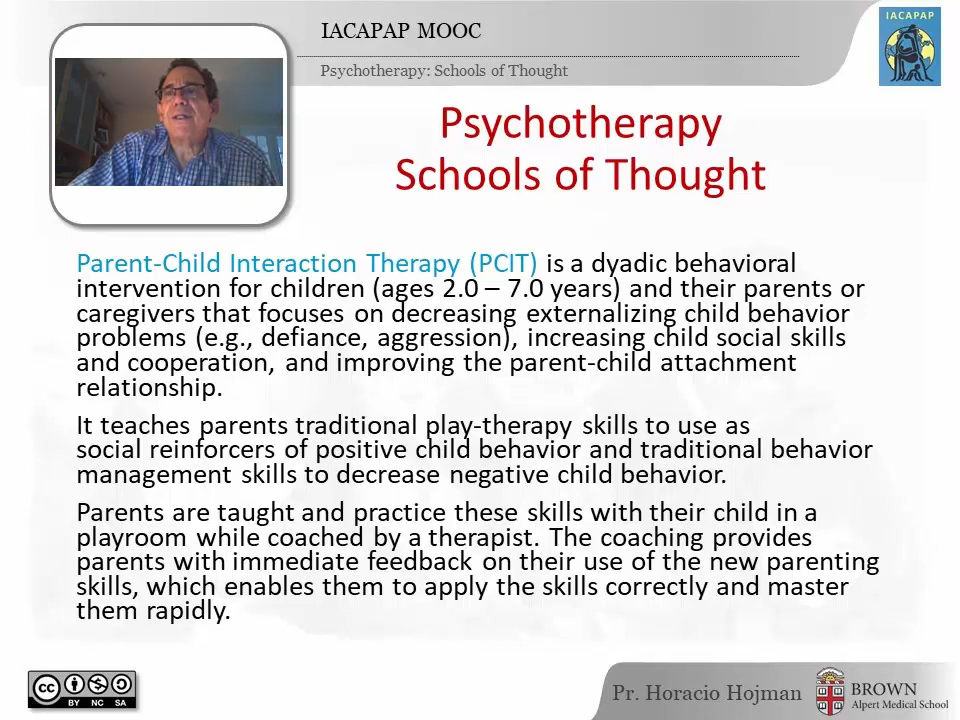 IACAPAP MOOC
Psychotherapy: Schools of Thought
IACAPAP
Psychotherapy
Schools of Thought
Parent-Child Interaction Therapy (PCIT) is a dyadic behavioral
intervention for children (ages 2.0 – 7.0 years) and their parents or
caregivers that focuses on decreasing externalizing child behavior
problems (e.g., defiance, aggression), increasing child social skills
and cooperation, and improving the parent-child attachment
relationship.
It teaches parents traditional play-therapy skills to use as
social reinforcers of positive child behavior and traditional behavior
management skills to decrease negative child behavior.
Parents are taught and practice these skills with their child in a
playroom while coached by a therapist. The coaching provides
parents with immediate feedback on their use of the new parenting
skills, which enables them to apply the skills correctly and master
them rapidly.
cc
BY NC SA
Pr. Horacio Hojman
BROWN
Alpert Medical School